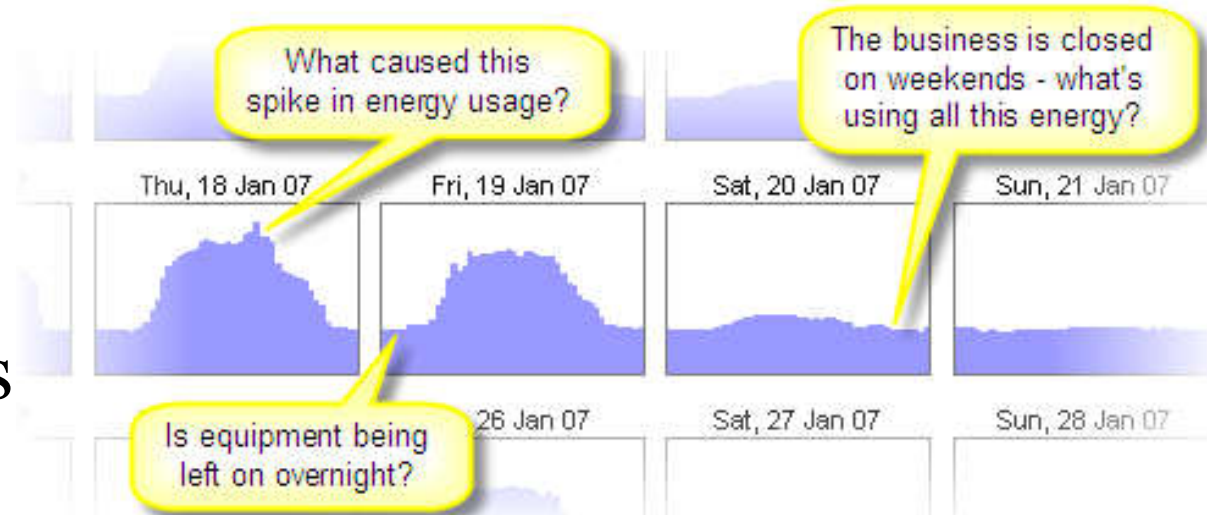 What caused this
spike in energy usage?
The business is closed
on weekends - what's
using all this energy?
Thu, 18 Jan 07
Fri, 19 Jan 07
Sat, 20 Jan 07
Sun, 21 Jan 07
s
Is equipment being
left on overnight?
26 Jan 07
Sat, 27 Jan 07
Sun, 28 Jan 07